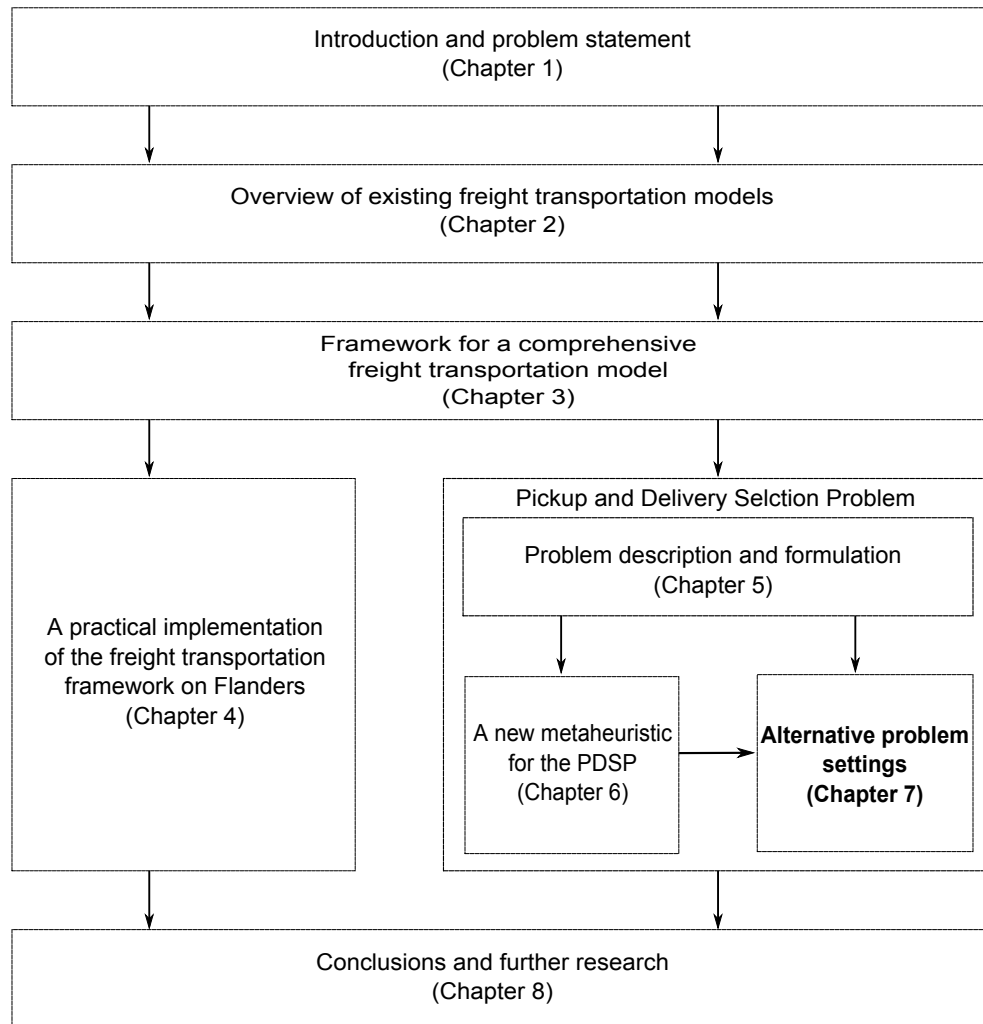 Introduction and problem statement
(Chapter 1)
Overview of existing freight transportation models
(Chapter 2)
Framework for a comprehensive
freight transportation model
(Chapter 3)
A practical implementation
of the freight transportation
framework on Flanders
(Chapter 4)
Pickup and Delivery Selction Problem
Problem description and formulation
(Chapter 5)
A new metaheuristic
for the PDSP
(Chapter 6)
Alternative problem
settings
(Chapter 7)
Conclusions and further research
(Chapter 8)